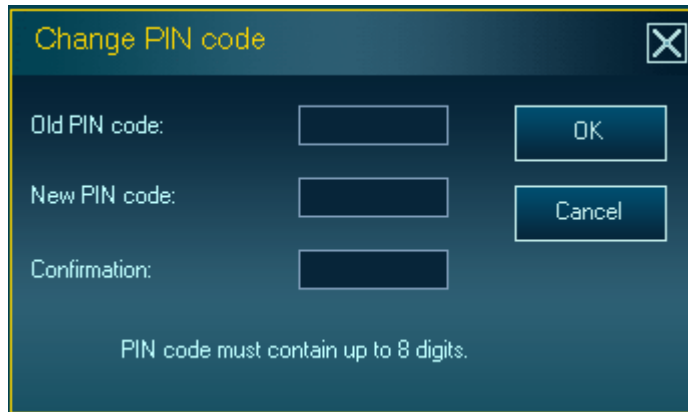 Change PIN code
Old PIN code:
OK
New PIN code:
Cancel
Confirmation:
PIN code must contain up to 8 digits.